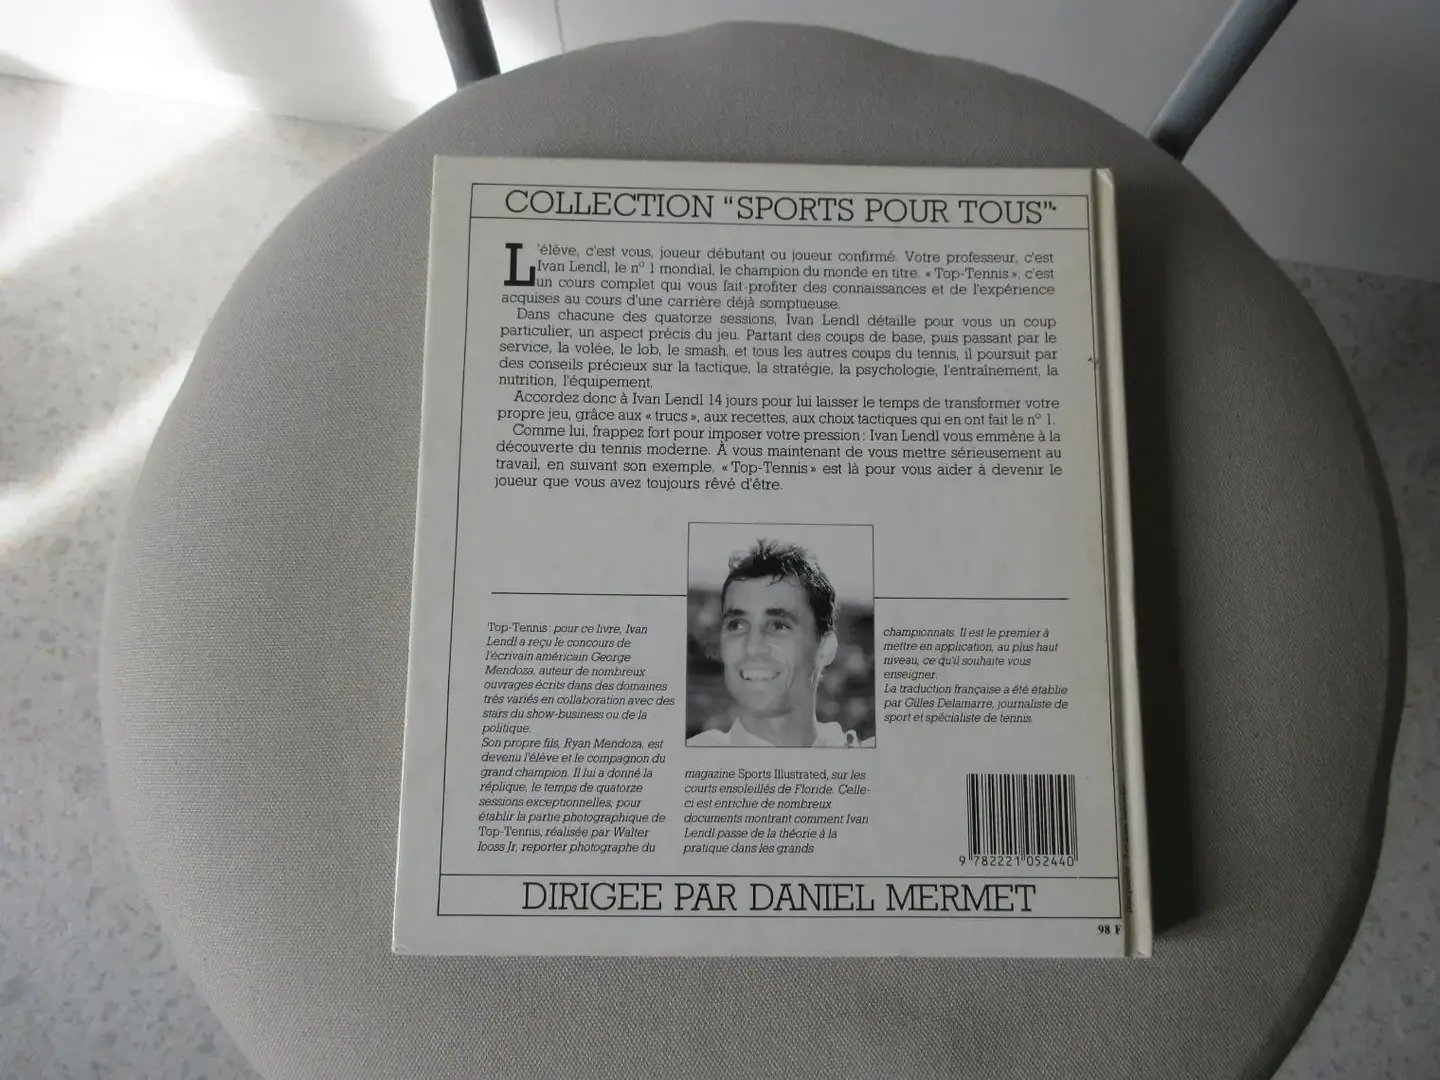 COLLECTION "SPORTS POUR TOUS".
L'élève, c'est vous, joueur débutant ou joueur confirmé. Votre professeur, c'est
Ivan Lendl, le n° 1 mondial, le champion du monde en titre. « Top-Tennis », c'est
un cours complet qui vous fait profiter des connaissances et de l'expérience
acquises au cours d'une carrière déjà somptueuse.
Dans chacune des quatorze sessions, Ivan Lendl détaille pour vous un coup
particulier, un aspect précis du jeu. Partant des coups de base, puis passant par le
service, la volée, le lob, le smash, et tous les autres coups du tennis, il poursuit par
des conseils précieux sur la tactique, la stratégie, la psychologie, l'entraînement, la
nutrition, l'équipement.
Accordez donc à Ivan Lendl 14 jours pour lui laisser le temps de transformer votre
propre jeu, grâce aux « trucs », aux recettes, aux choix tactiques qui en ont fait le n° 1.
Comme lui, frappez fort pour imposer votre pression : Ivan Lendl vous emmène à la
découverte du tennis moderne. À vous maintenant de vous mettre sérieusement au
travail, en suivant son exemple. « Top-Tennis » est là pour vous aider à devenir le
joueur que vous avez toujours rêvé d'être.
Top-Tennis : pour ce livre, Ivan
Lendl a reçu le concours de
l'écrivain américain George
Mendoza, auteur de nombreux
ouvrages écrits dans des domaines
très variés en collaboration avec des
stars du show-business ou de la
politique.
Son propre fils, Ryan Mendoza, est
devenu l'élève et le compagnon du
grand champion. Il lui a donné la
réplique, le temps de quatorze
sessions exceptionnelles, pour
établir la partie photographique de
Top-Tennis, réalisée par Walter
Iooss Jr, reporter photographe du
magazine Sports Illustrated, sur les
courts ensoleillés de Floride. Celle-
ci est enrichie de nombreux
documents montrant comment Ivan
Lendl passe de la théorie à la
pratique dans les grands
championnats. Il est le premier à
mettre en application, au plus haut
niveau, ce qu'il souhaite vous
enseigner.
La traduction française a été établie
par Gilles Delamarre, journaliste de
sport et spécialiste de tennis.
9 782221 052440
DIRIGEE PAR DANIEL MERMET
98 F